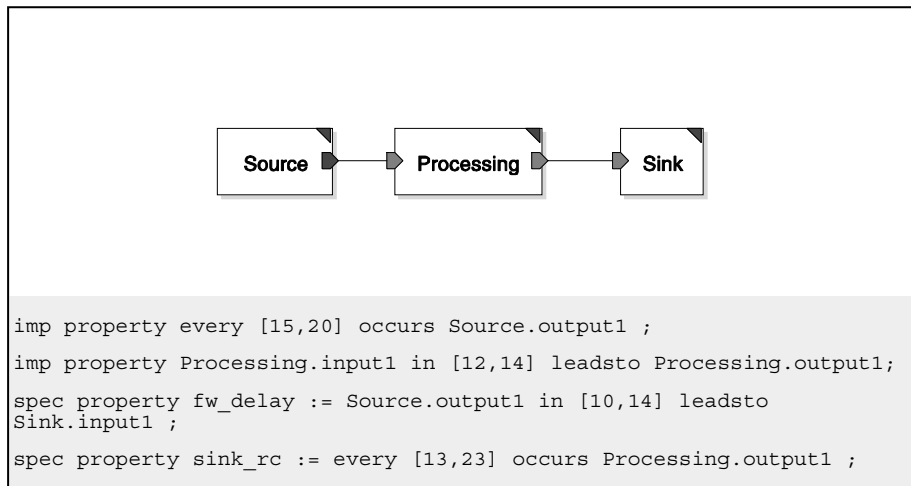 Source Processing Sink
imp property every [15,20] occurs Source.output1 ;
imp property Processing.input1 in [12,14] leadsto Processing.output1;
spec property fw_delay := Source.output1 in [10,14] leadsto
Sink.input1 ;
spec property sink_rc := every [13,23] occurs Processing.output1 ;